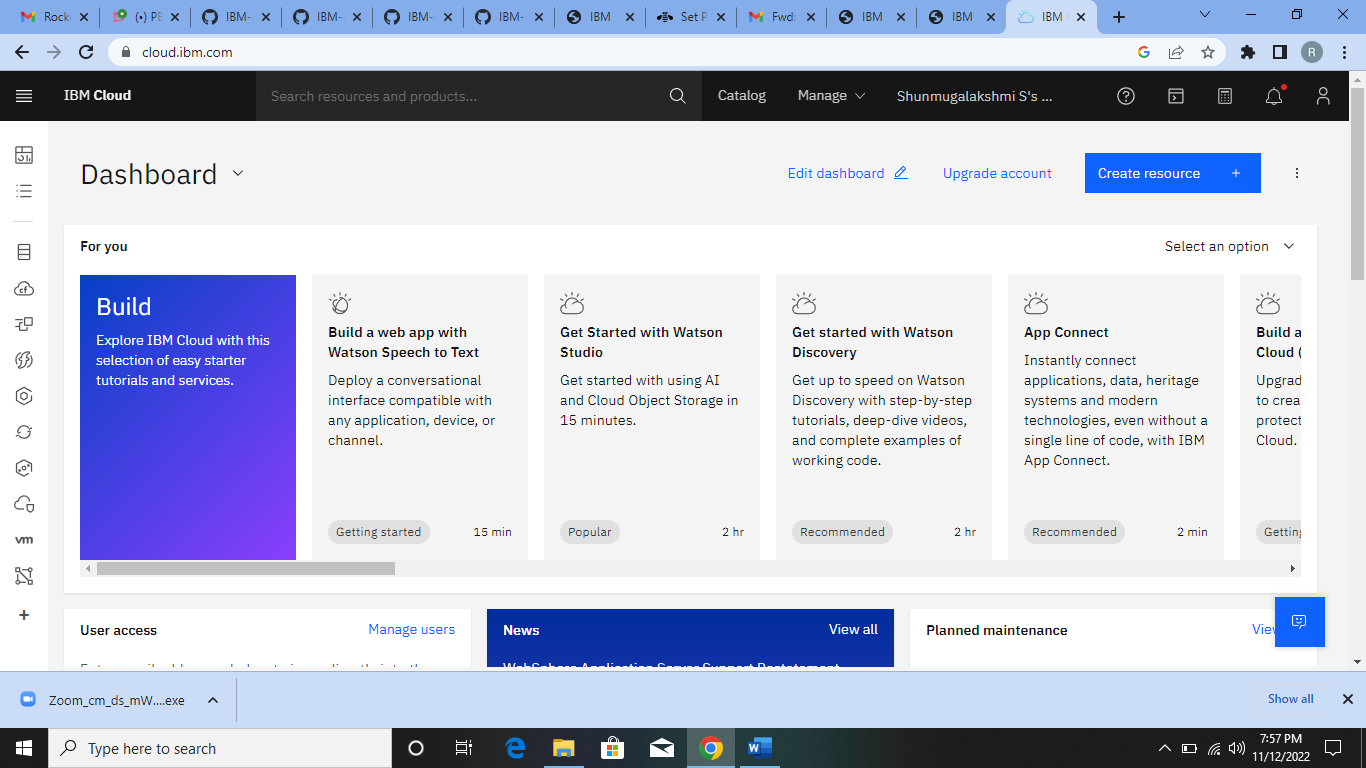 Rock
(•) PE
IBM-
IBM-
IBM-
IBM-
IBM
Set P
Fwd:
IBM
IBM
IBM
cloud.ibm.com
R
IBM Cloud
Search resources and products...
Catalog
Manage
Shunmugalakshmi S's ...
Dashboard
Edit dashboard
Upgrade account
Create resource +
For you
Select an option
Build
Explore IBM Cloud with this
selection of easy starter
tutorials and services.
Build a web app with
Watson Speech to Text
Deploy a conversational
interface compatible with
any application, device, or
channel.
Getting started
15 min
Get Started with Watson
Studio
Get started with using AI
and Cloud Object Storage in
15 minutes.
Popular
2 hr
Get started with Watson
Discovery
Get up to speed on Watson
Discovery with step-by-step
tutorials, deep-dive videos,
and complete examples of
working code.
Recommended
2 hr
App Connect
Instantly connect
applications, data, heritage
systems and modern
technologies, even without a
single line of code, with IBM
App Connect.
Recommended
2 min
Build a
Cloud (
Upgrad
to crea
protect
Cloud.
Getting
cf
vm
User access
Manage users
News
View all
WebSphere Application Server Support Restatement
Planned maintenance
View
Zoom_cm_ds_mW....exe
Show all
Type here to search
7:57 PM
11/12/2022